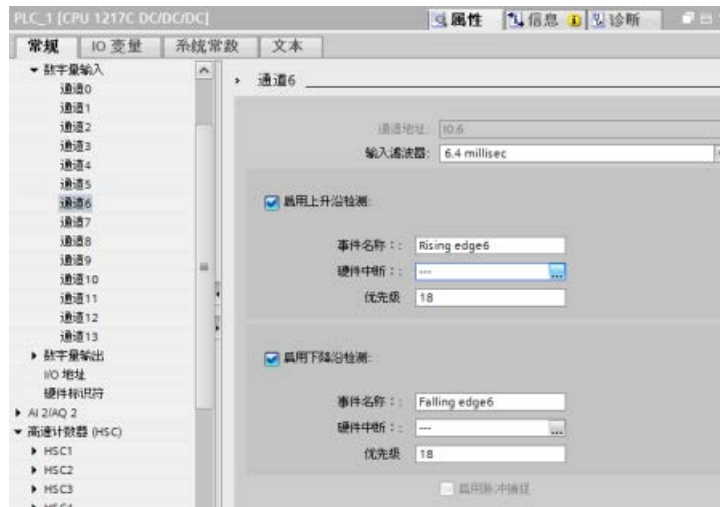 PLC_1 [CPU 1217C DC/DC/DC]
属性 信息 诊断
常规 IO 变量 系统常数 文本
数字量输入
通道0
通道1
通道2
通道3
通道4
通道5
通道6
通道7
通道8
通道9
通道10
通道11
通道12
通道13
数字量输出
I/O 地址
硬件标识符
AI 2/AQ 2
高速计数器 (HSC)
HSC1
HSC2
HSC3
通道6
通道地址: I0.6
输入滤波器: 6.4 millisec
启用上升沿检测:
事件名称:: Rising edge6
硬件中断:: ---
...
优先级 18
启用下降沿检测:
事件名称:: Falling edge6
硬件中断:: ---
...
优先级 18
启用脉冲捕捉